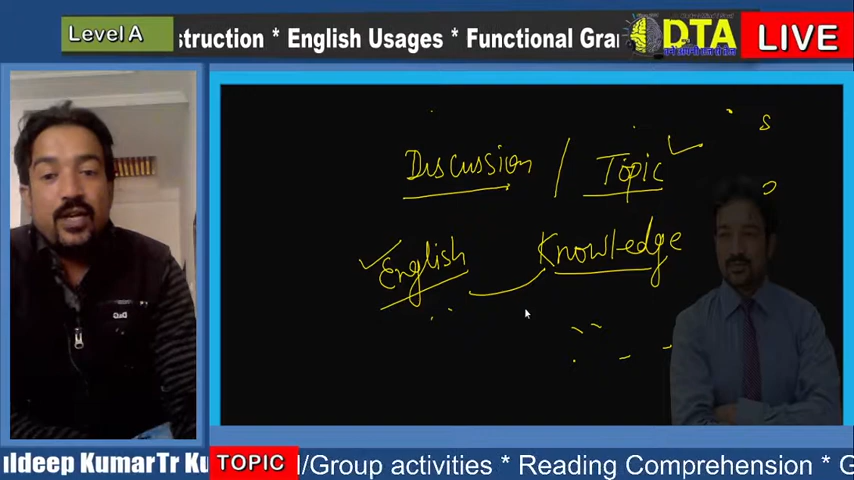 Level A
struction * English Usages * Functional Gra
DTA
LIVE
Discussion / Topic
English Knowledge
ildeep KumarTr Ku
TOPIC
l/Group activities * Reading Comprehension * G